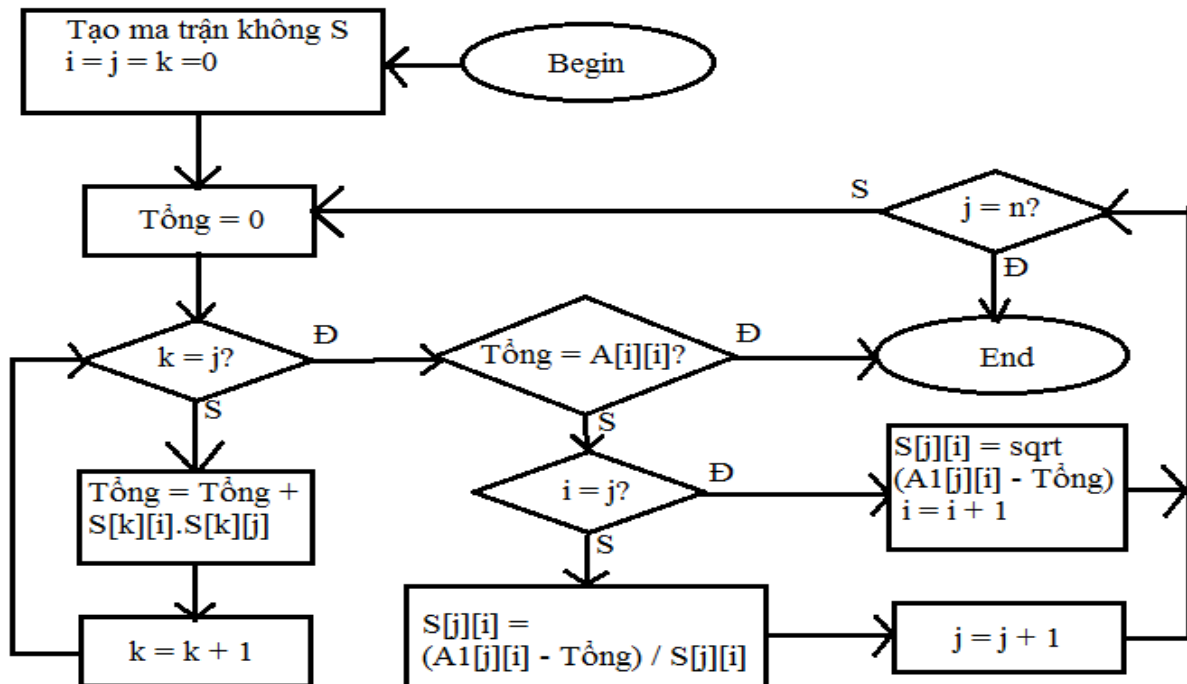 Tạo ma trận không S
i = j = k =0
Begin
Tổng = 0
S
j = n?
Đ
k = j?
Đ
S
Tổng = A[i][i]?
Đ
S
End
Tổng = Tổng +
S[k][i].S[k][j]
i = j?
Đ
S
S[j][i] = sqrt
(A1[j][i] - Tổng)
i = i + 1
k = k + 1
S[j][i] =
(A1[j][i] - Tổng) / S[j][i]
j = j + 1